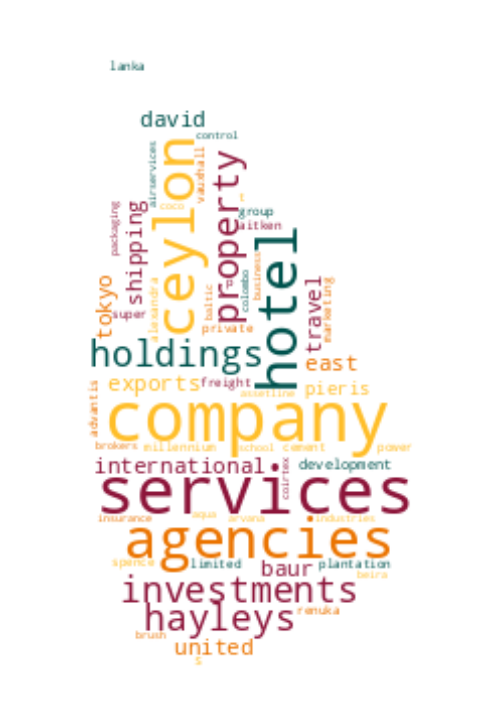 lanka
david
control
airservices
ceylon
vauxhall
property
coco
t
group
aitken
packaging
shipping
hotel
colombo
business
tokyo
super
alexandra
baltic
private
travel
marketing
holdings
east
exports
freight
pieris
assetline
advantis
company
brokers
millennium
school
cement
power
international
coirtex
development
services
insurance
aqua
arvana
industries
agencies
spence
limited
baur
plantation
beira
investments
hayleys
renuka
brush
united
s